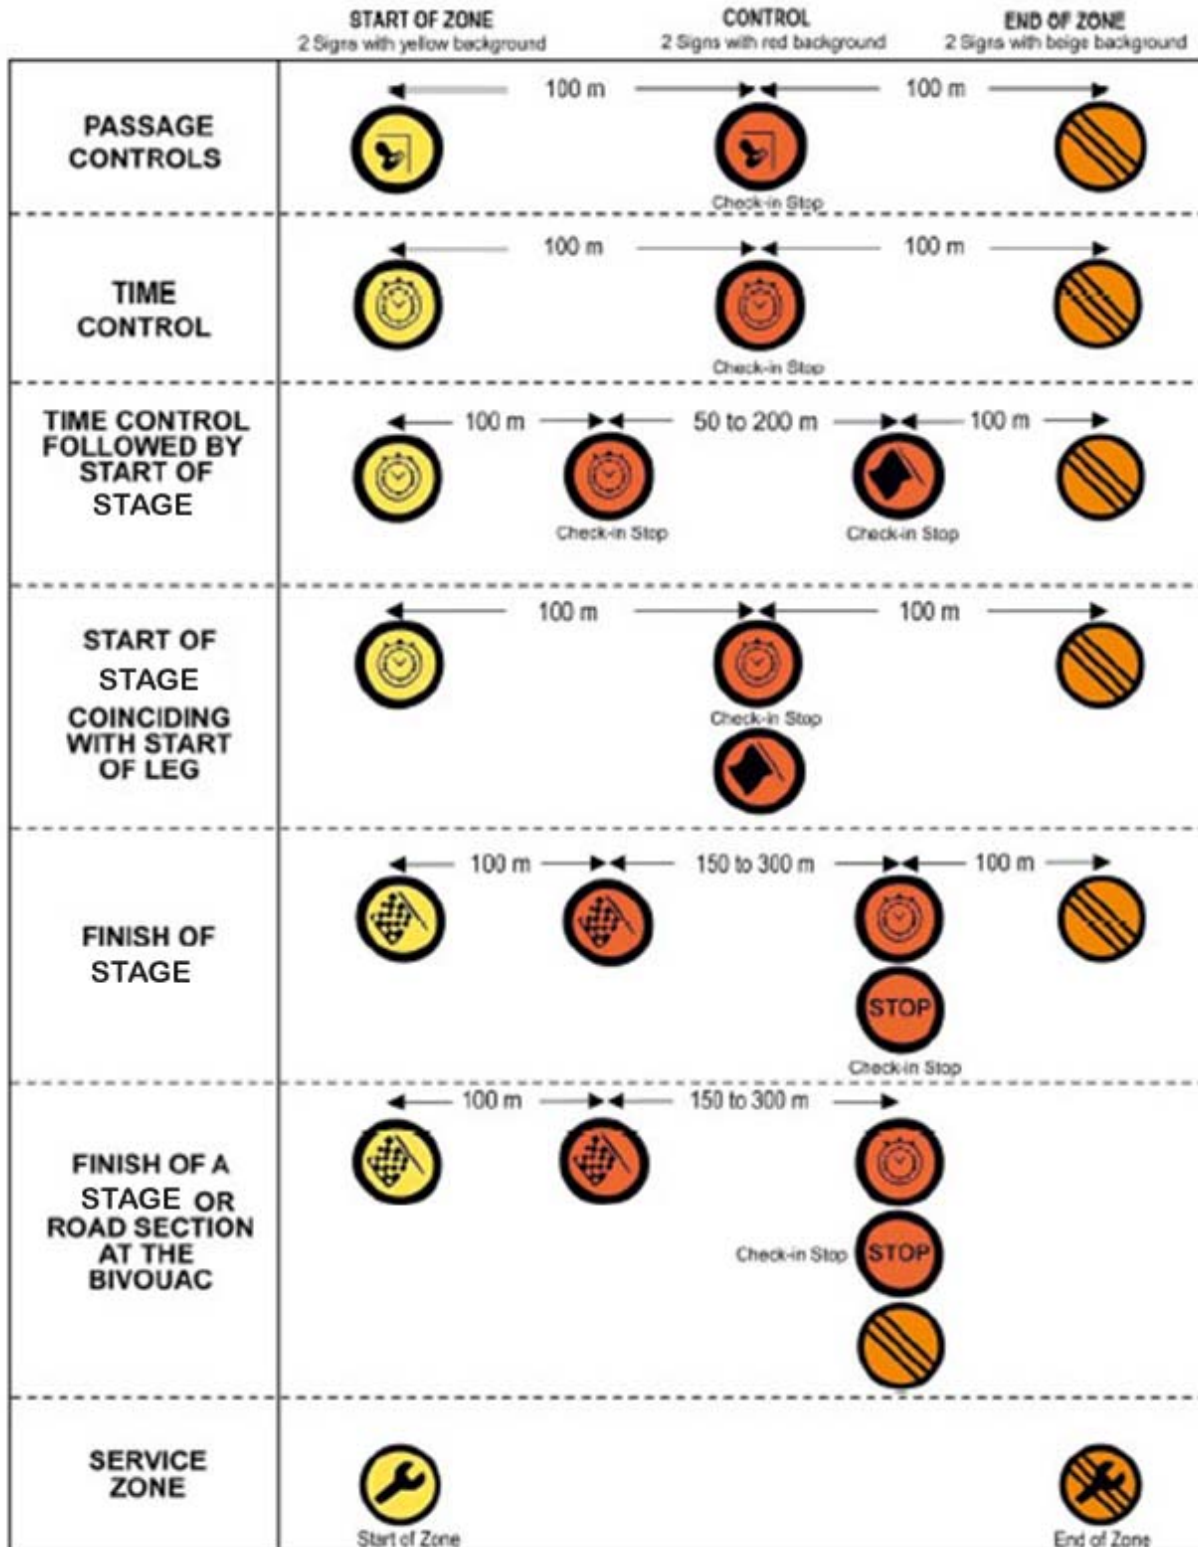 START OF ZONE
2 Signs with yellow background
CONTROL
2 Signs with red background
END OF ZONE
2 Signs with beige background
PASSAGE
CONTROLS
100 m
100 m
Check-in Stop
TIME
CONTROL
100 m
100 m
Check-in Stop
TIME CONTROL
FOLLOWED BY
START OF
STAGE
100 m
50 to 200 m
100 m
Check-in Stop
Check-in Stop
START OF
STAGE
COINCIDING
WITH START
OF LEG
100 m
100 m
Check-in Stop
FINISH OF
STAGE
100 m
150 to 300 m
100 m
STOP
Check-in Stop
FINISH OF A
STAGE OR
ROAD SECTION
AT THE
BIVOUAC
100 m
150 to 300 m
Check-in Stop
STOP
SERVICE
ZONE
Start of Zone
End of Zone